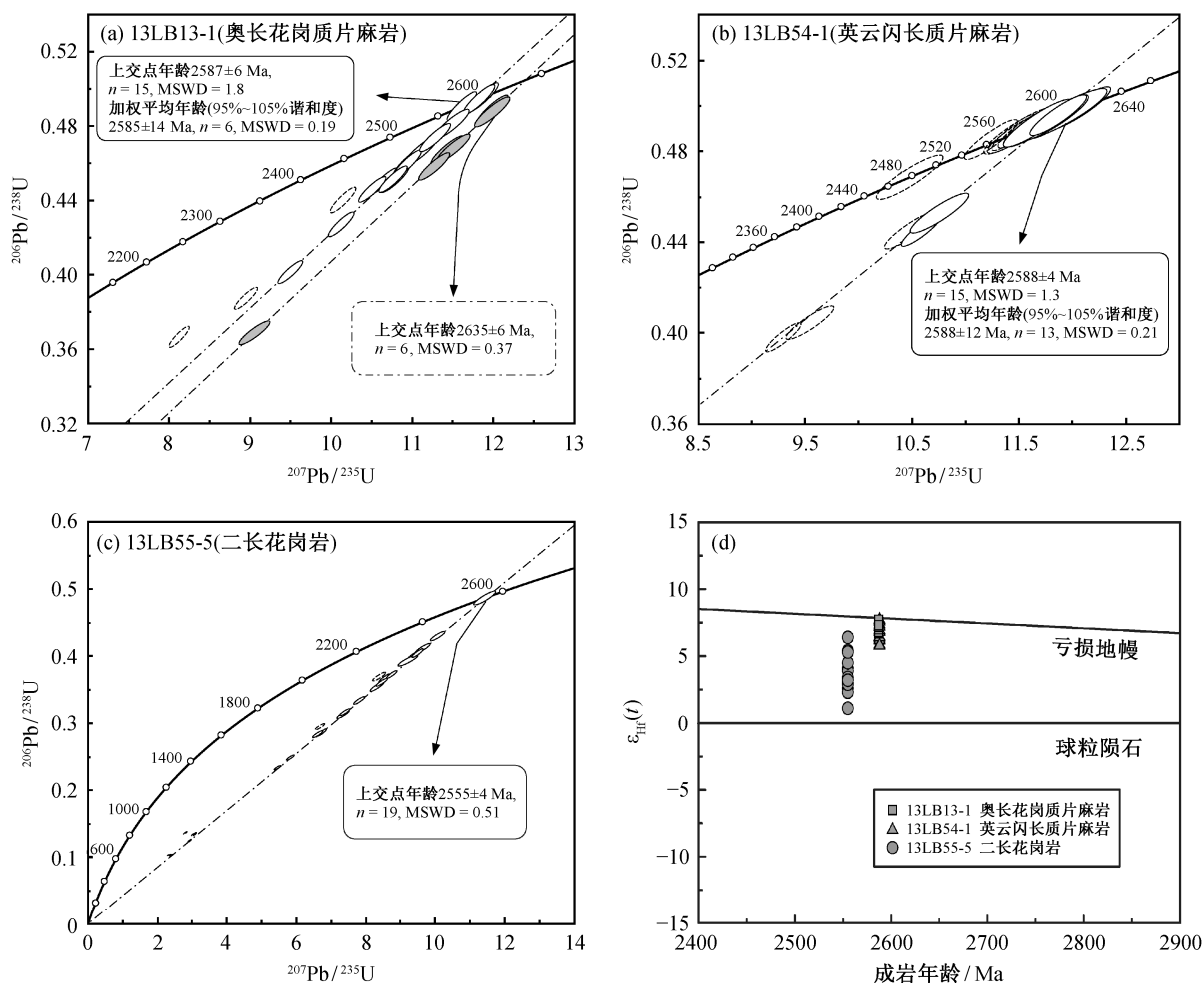 (a) 13LB13-1(奥长花岗质片麻岩)
上交点年龄2587±6 Ma,
n = 15, MSWD = 1.8
加权平均年龄(95%~105%谐和度)
2585±14 Ma, n = 6, MSWD = 0.19
2600
2500
2400
2300
2200
上交点年龄2635±6 Ma,
n = 6, MSWD = 0.37
0.52
0.48
0.44
0.40
0.36
0.32
7 8 9 10 11 12 13
206Pb/238U
207Pb/235U
(b) 13LB54-1(英云闪长质片麻岩)
2640
2600
2560
2520
2480
2440
2400
2360
上交点年龄2588±4 Ma
n = 15, MSWD = 1.3
加权平均年龄(95%~105%谐和度)
2588±12 Ma, n = 13, MSWD = 0.21
0.52
0.48
0.44
0.40
0.36
8.5 9.5 10.5 11.5 12.5
206Pb/238U
207Pb/235U
(c) 13LB55-5(二长花岗岩)
2600
2200
1800
1400
1000
600
上交点年龄2555±4 Ma,
n = 19, MSWD = 0.51
0.6
0.5
0.4
0.3
0.2
0.1
0
0 2 4 6 8 10 12 14
206Pb/238U
207Pb/235U
(d)
亏损地幔
球粒陨石
13LB13-1 奥长花岗质片麻岩
13LB54-1 英云闪长质片麻岩
13LB55-5 二长花岗岩
15
10
5
0
−5
−10
−15
2400 2500 2600 2700 2800 2900
εHf(t)
成岩年龄/Ma